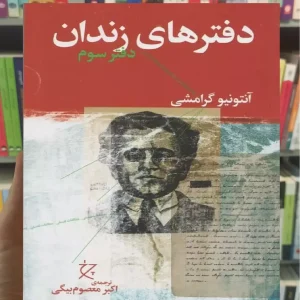 دفترهای زندان
دفتر سوم
آنتونیو گرامشی
ترجمه‌ی
اکبر معصوم‌بیگی